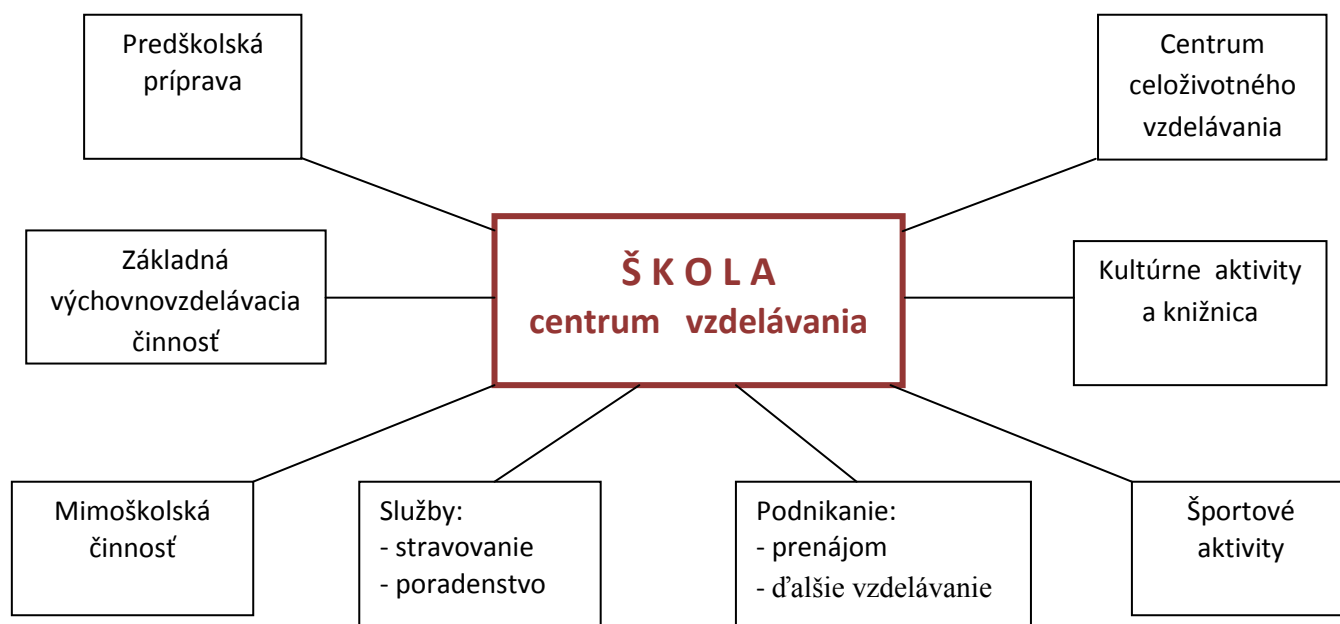 Predškolská
príprava
Centrum
celoživotného
vzdelávania
Š K O L A
centrum vzdelávania
Základná
výchovnovzdelávacia
činnosť
Kultúrne aktivity
a knižnica
Mimoškolská
činnosť
Služby:
- stravovanie
- poradenstvo
Podnikanie:
- prenájom
- ďalšie vzdelávanie
Športové
aktivity